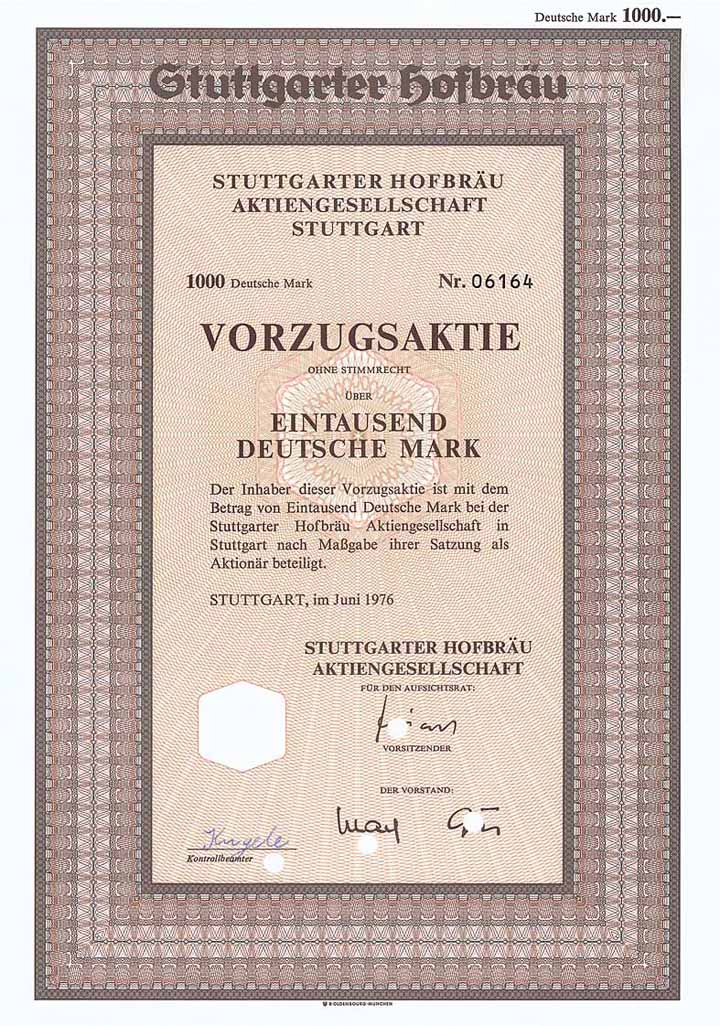 Deutsche Mark 1000.—
Stuttgarter Hofbräu
STUTTGARTER HOFBRÄU
AKTIENGESELLSCHAFT
STUTTGART
1000 Deutsche Mark Nr. 06164
VORZUGSAKTIE
OHNE STIMMRECHT
ÜBER
EINTAUSEND
DEUTSCHE MARK
Der Inhaber dieser Vorzugsaktie ist mit dem
Betrag von Eintausend Deutsche Mark bei der
Stuttgarter Hofbräu Aktiengesellschaft in
Stuttgart nach Maßgabe ihrer Satzung als
Aktionär beteiligt.
STUTTGART, im Juni 1976
STUTTGARTER HOFBRÄU
AKTIENGESELLSCHAFT
FÜR DEN AUFSICHTSRAT:
VORSITZENDER
DER VORSTAND:
Kontrollbeamter
R·OLDENBOURG·MÜNCHEN